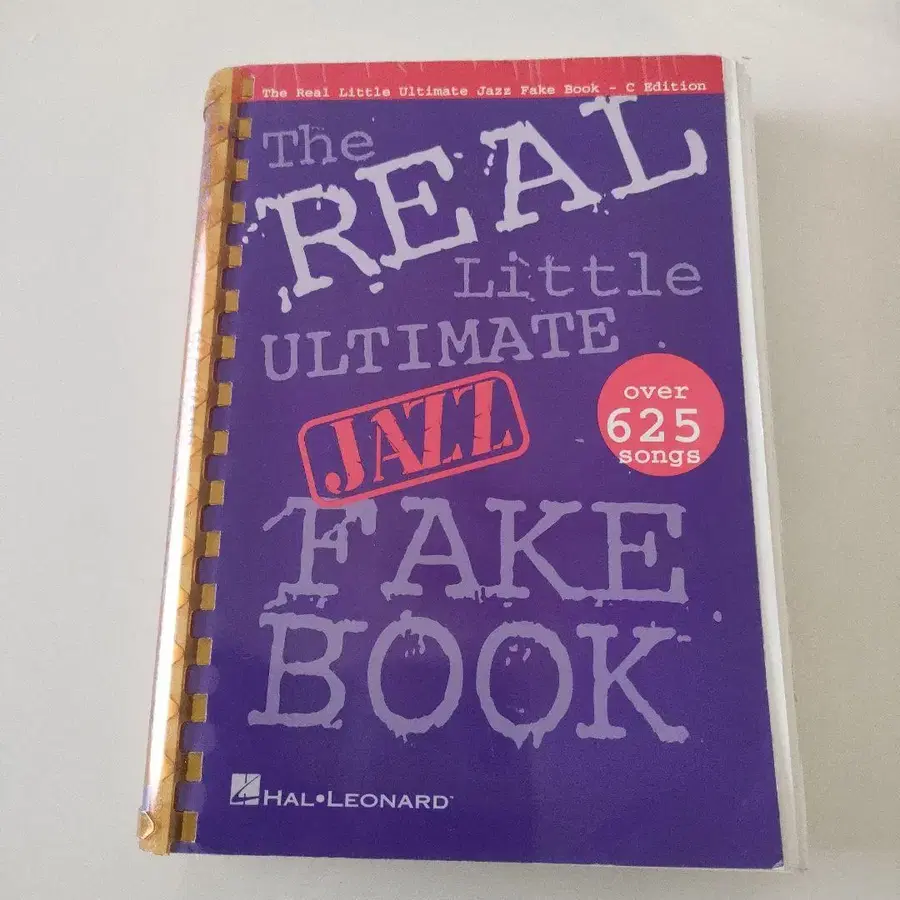 The Real Little Ultimate Jazz Fake Book - C Edition
The
REAL
Little
ULTIMATE
JAZZ
over
625
songs
FAKE
BOOK
HAL•LEONARD